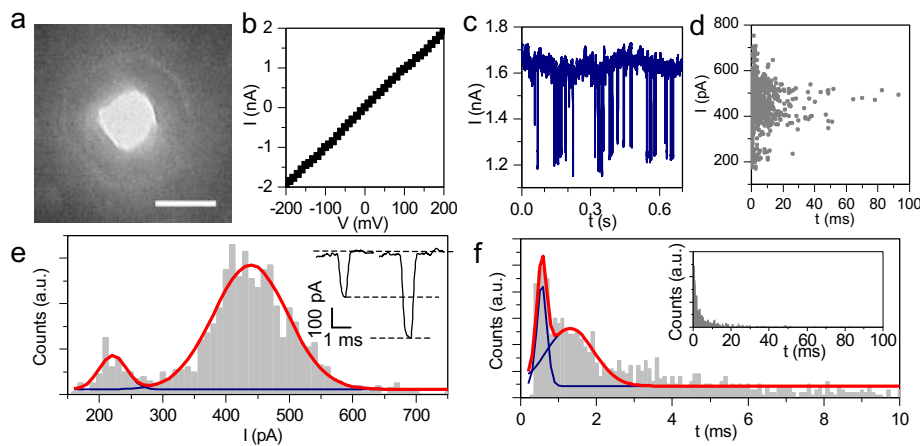 a
b
2
1
0
-1
-2
I (nA)
-200 -100 0 100 200
V (mV)
c
1.8
1.6
1.4
1.2
I (nA)
0.0 0.3 0.6
t (s)
d
800
600
400
200
I (pA)
0 20 40 60 80 100
t (ms)
e
Counts (a.u.)
200 300 400 500 600 700
I (pA)
100 pA
1 ms
f
Counts (a.u.)
0 2 4 6 8 10
t (ms)
Counts (a.u.)
0 20 40 60 80 100
t (ms)